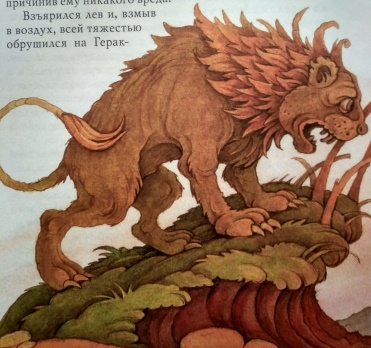 причинив ему никакого вреда.
Взъярился лев и, взмыв
в воздух, всей тяжестью
обрушился на Герак-